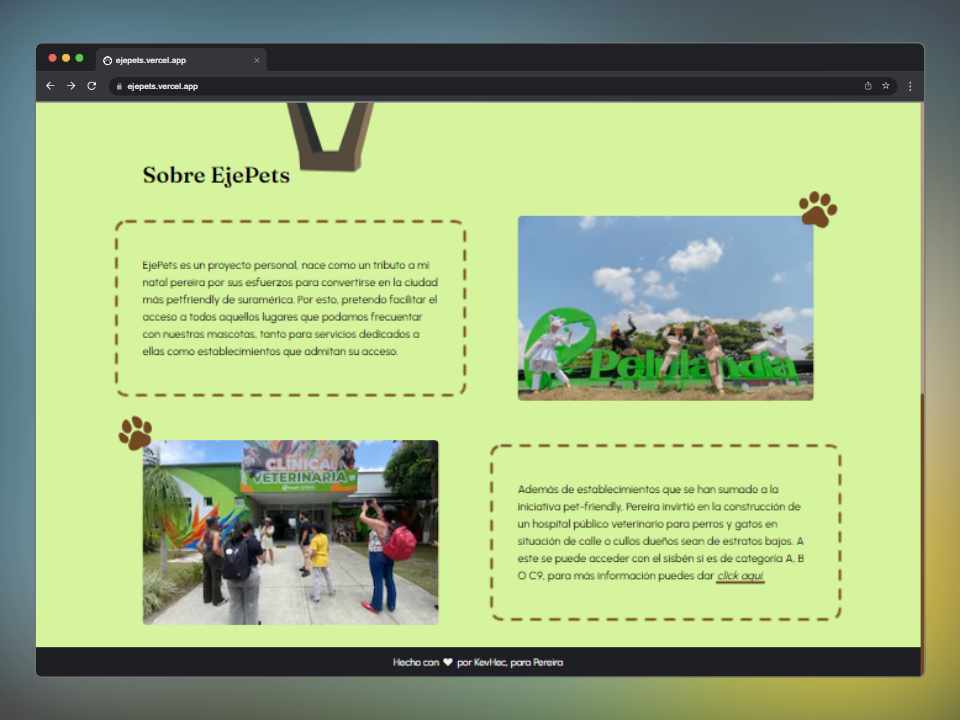 ejepets.vercel.app
ejepets.vercel.app
Sobre EjePets
EjePets es un proyecto personal, nace como un tributo a mi
natal pereira por sus esfuerzos para convertirse en la ciudad
más petfriendly de suramérica. Por esto, pretendo facilitar el
acceso a todos aquellos lugares que podamos frecuentar
con nuestras mascotas, tanto para servicios dedicados a
ellas como establecimientos que admitan su acceso.
Pelulandia
CLÍNICA
VETERINARIA
Además de establecimientos que se han sumado a la
iniciativa pet-friendly, Pereira invirtió en la construcción de
un hospital público veterinario para perros y gatos en
situación de calle o cullos dueños sean de estratos bajos. A
este se puede acceder con el sisbén si es de categoría A, B
O C9, para más información puedes dar click aquí.
Hecho con ♥ por KevHec, para Pereira